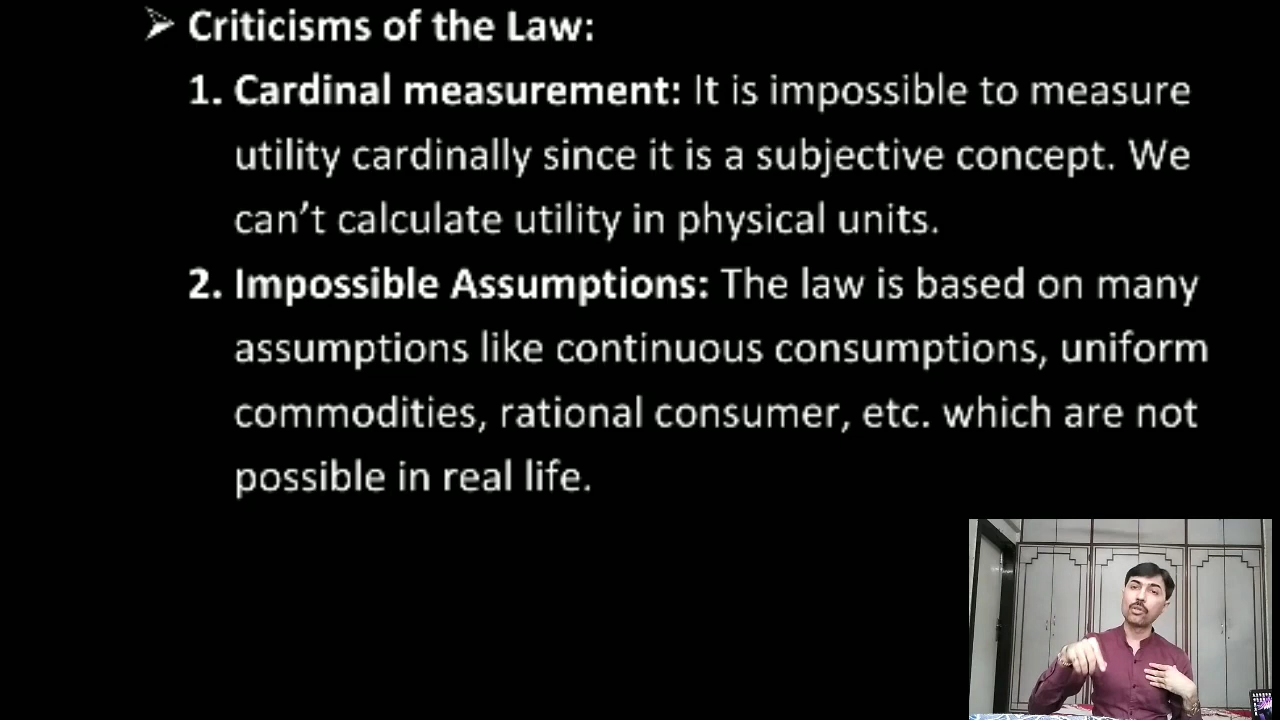 ➢ Criticisms of the Law:
1. Cardinal measurement: It is impossible to measure
utility cardinally since it is a subjective concept. We
can’t calculate utility in physical units.
2. Impossible Assumptions: The law is based on many
assumptions like continuous consumptions, uniform
commodities, rational consumer, etc. which are not
possible in real life.